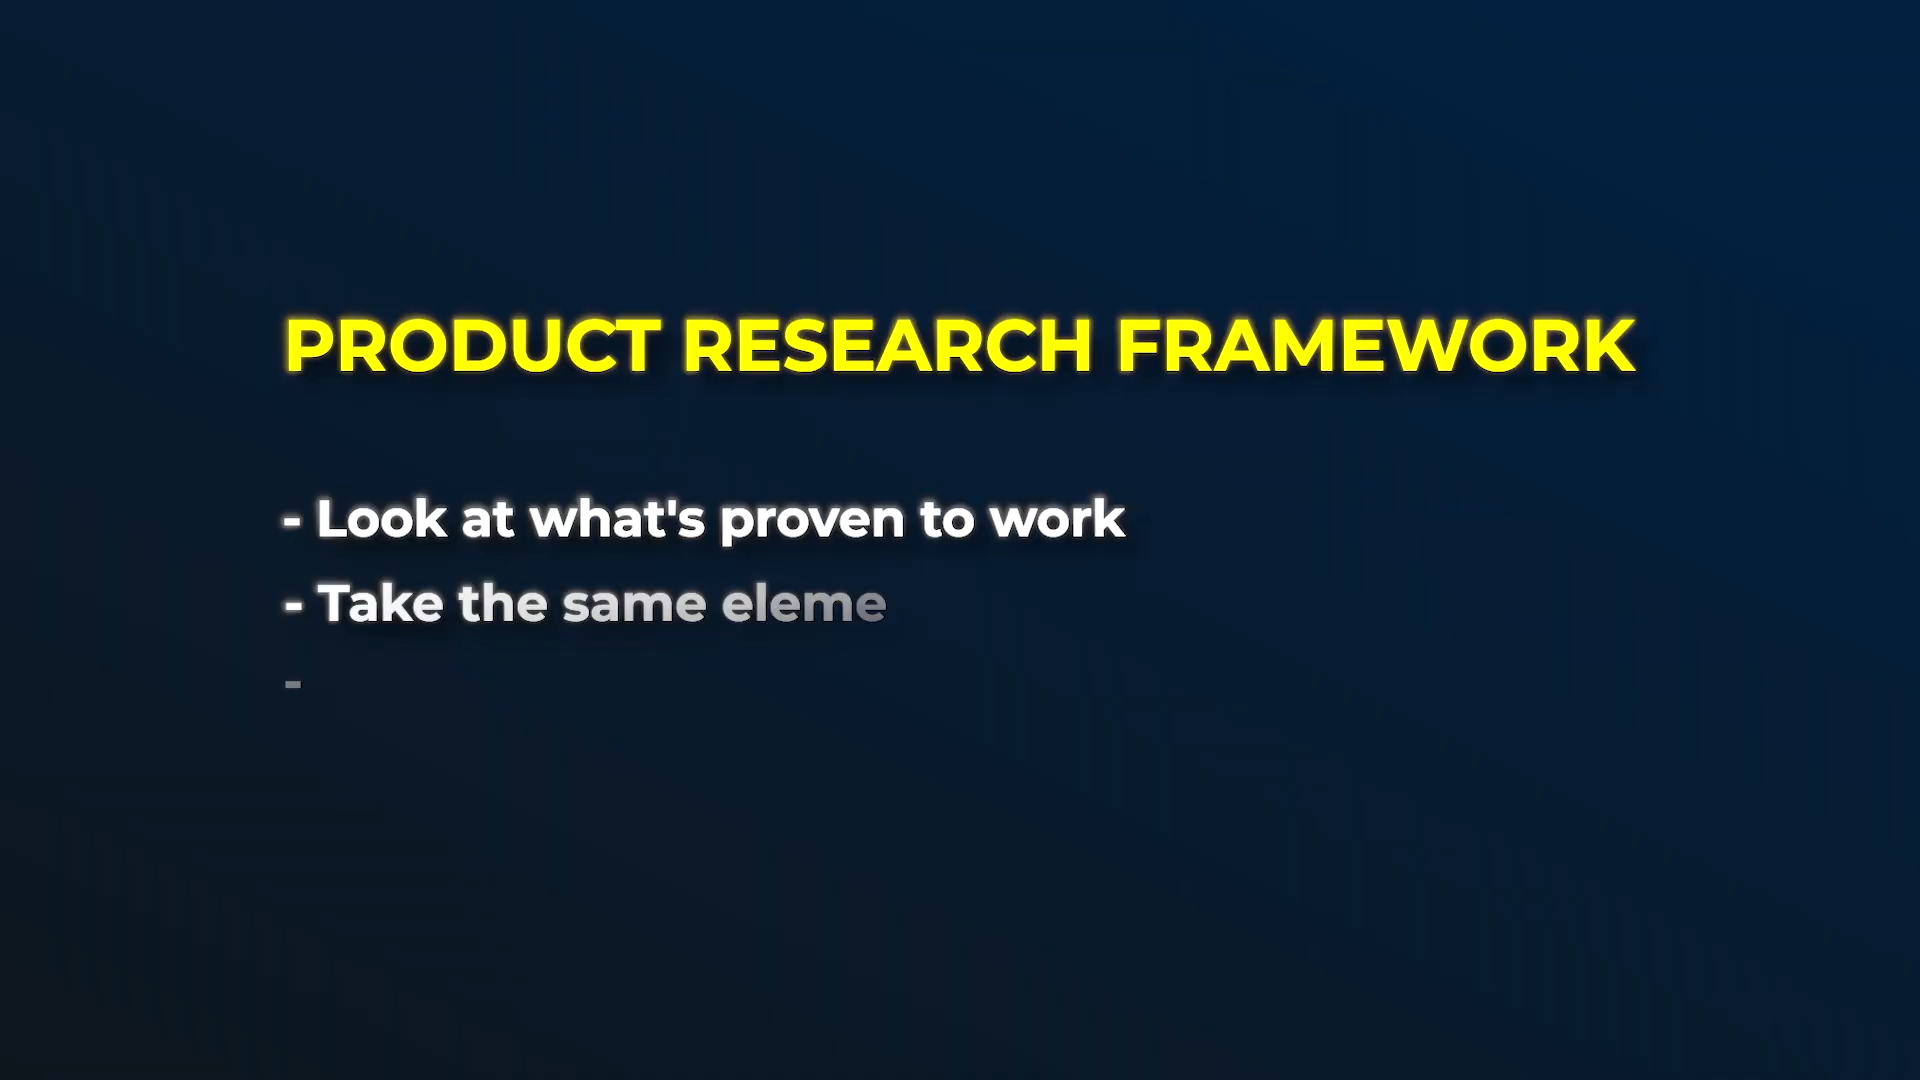 PRODUCT RESEARCH FRAMEWORK
- Look at what's proven to work
- Take the same eleme
-